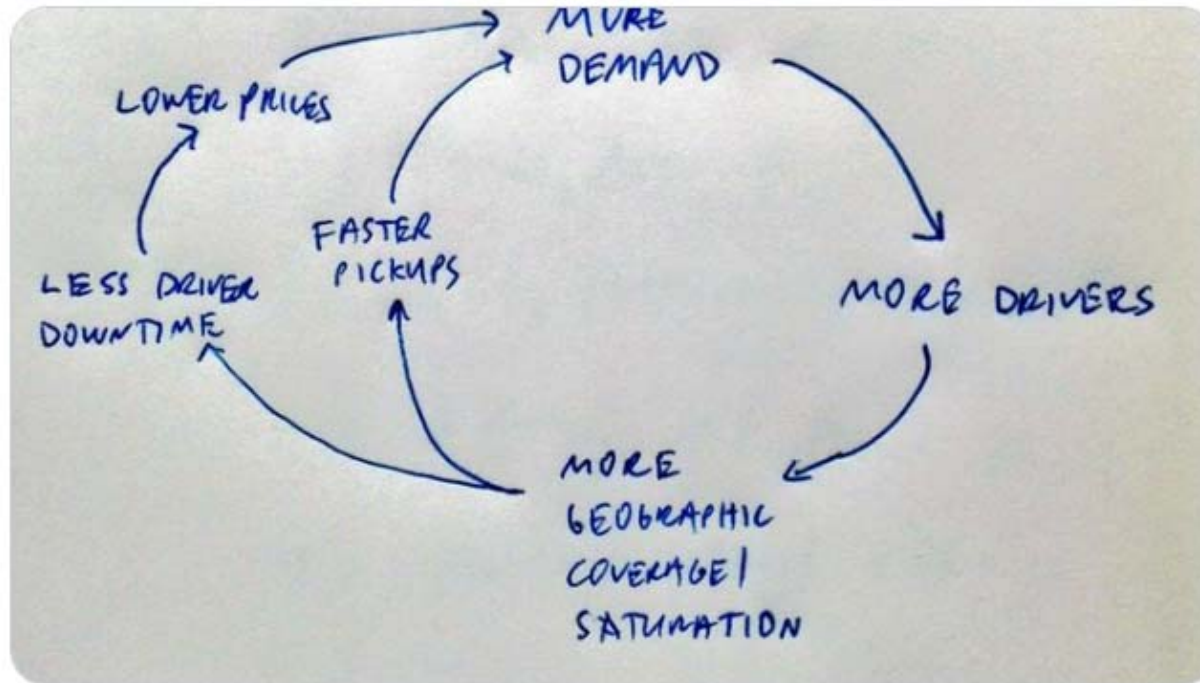 MORE
DEMAND
LOWER PRICES
FASTER
PICKUPS
LESS DRIVER
DOWNTIME
MORE DRIVERS
MORE
GEOGRAPHIC
COVERAGE/
SATURATION